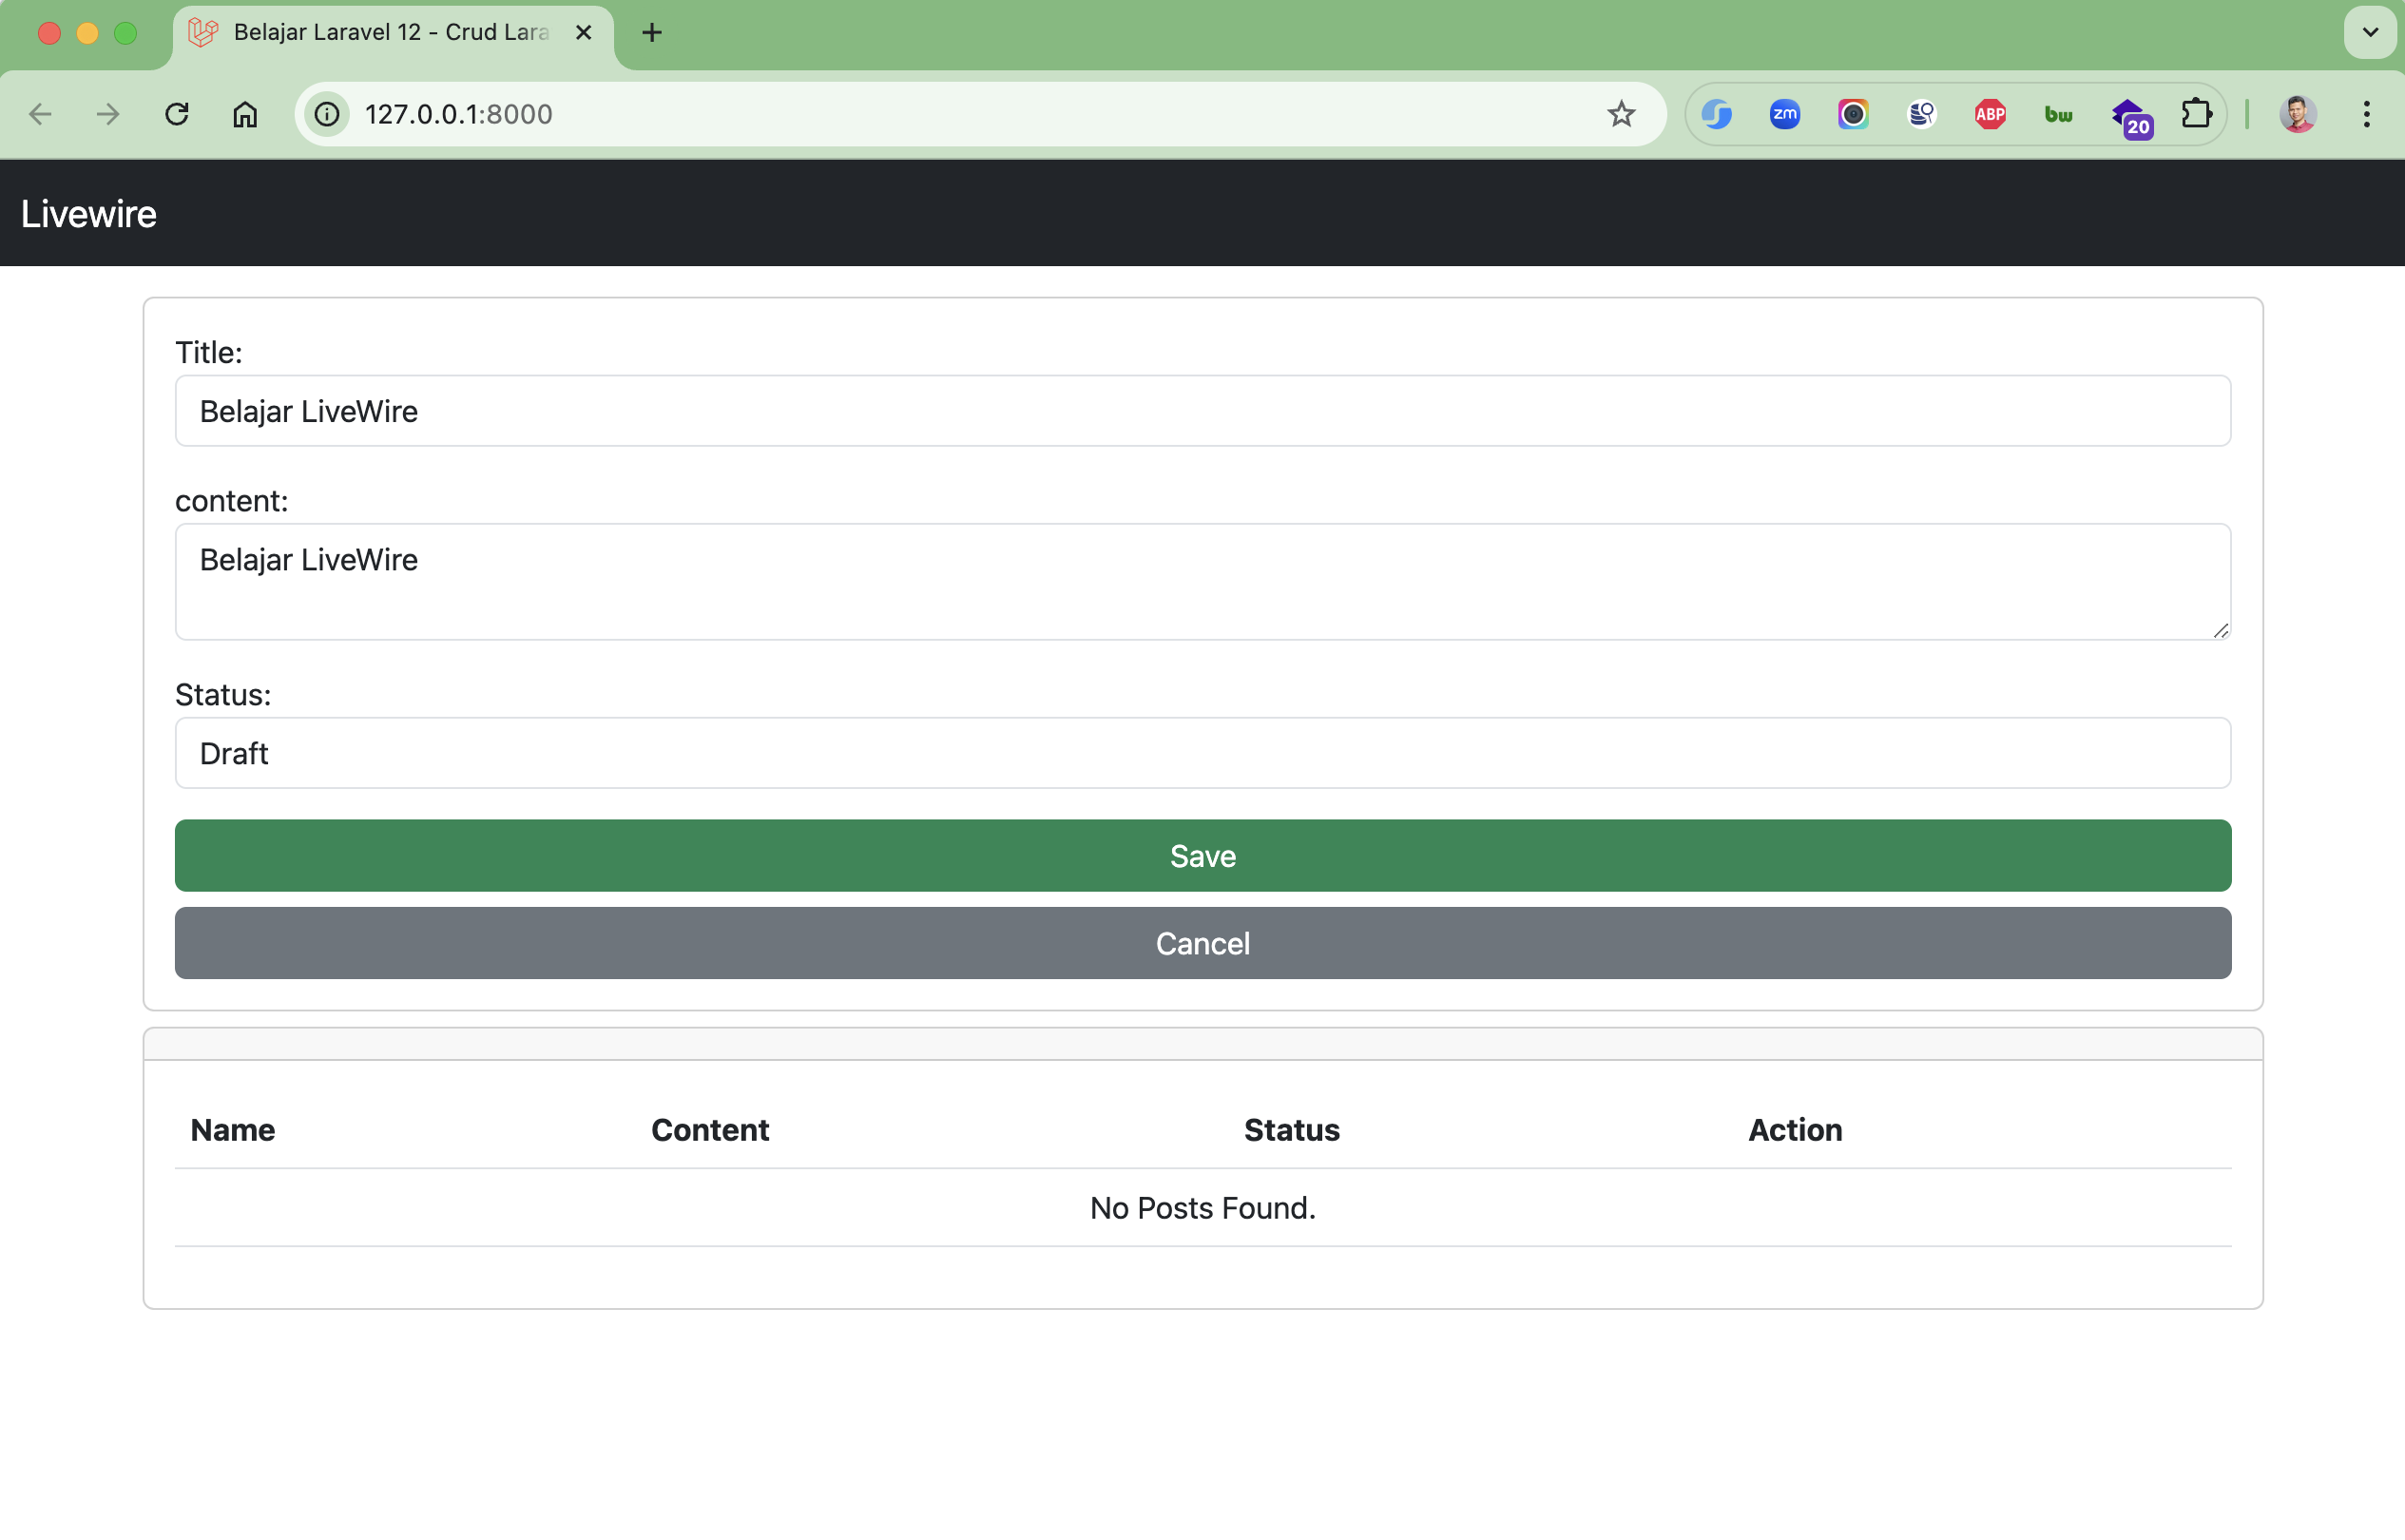 Belajar Laravel 12 - Crud Lara
127.0.0.1:8000
zm
ABP
bw
20
Livewire
Title:
Belajar LiveWire
content:
Belajar LiveWire
Status:
Draft
Save
Cancel
Name Content Status Action
No Posts Found.